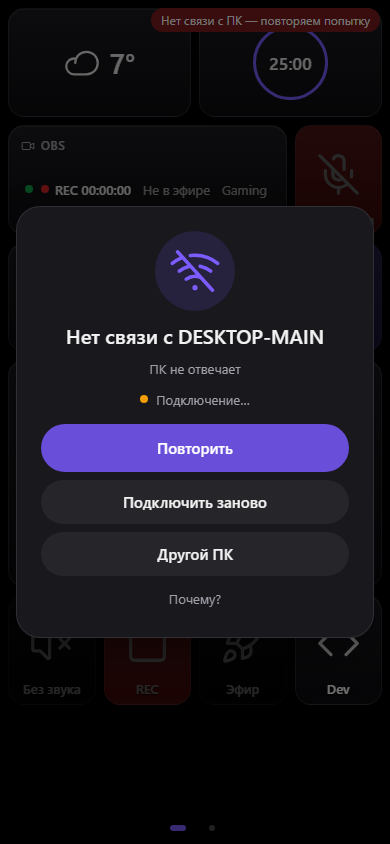 Нет связи с ПК — повторяем попытку
7°
25:00
OBS
REC 00:00:00 Не в эфире Gaming
Нет связи с DESKTOP-MAIN
ПК не отвечает
Подключение...
Повторить
Подключить заново
Другой ПК
Почему?
Без звука REC Эфир Dev